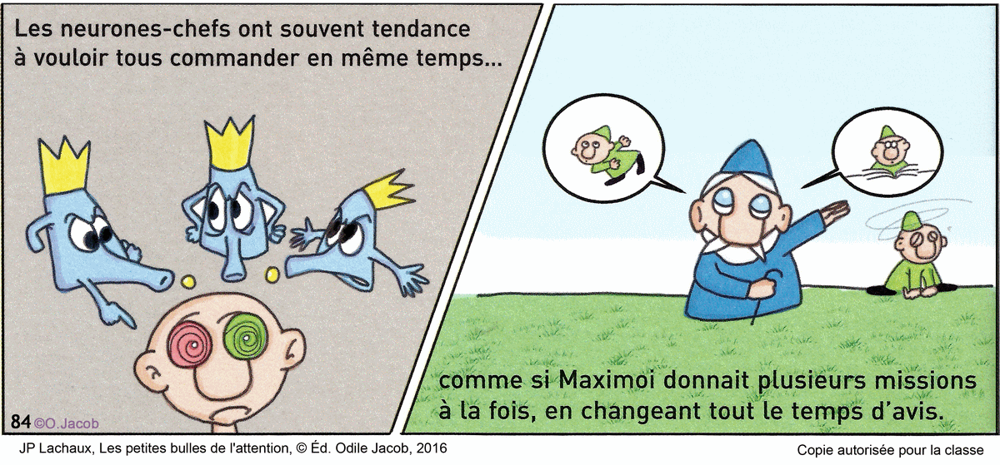 Les neurones-chefs ont souvent tendance
à vouloir tous commander en même temps...
comme si Maximoi donnait plusieurs missions
à la fois, en changeant tout le temps d'avis.
84 ©O.Jacob
JP Lachaux, Les petites bulles de l'attention, © Éd. Odile Jacob, 2016
Copie autorisée pour la classe